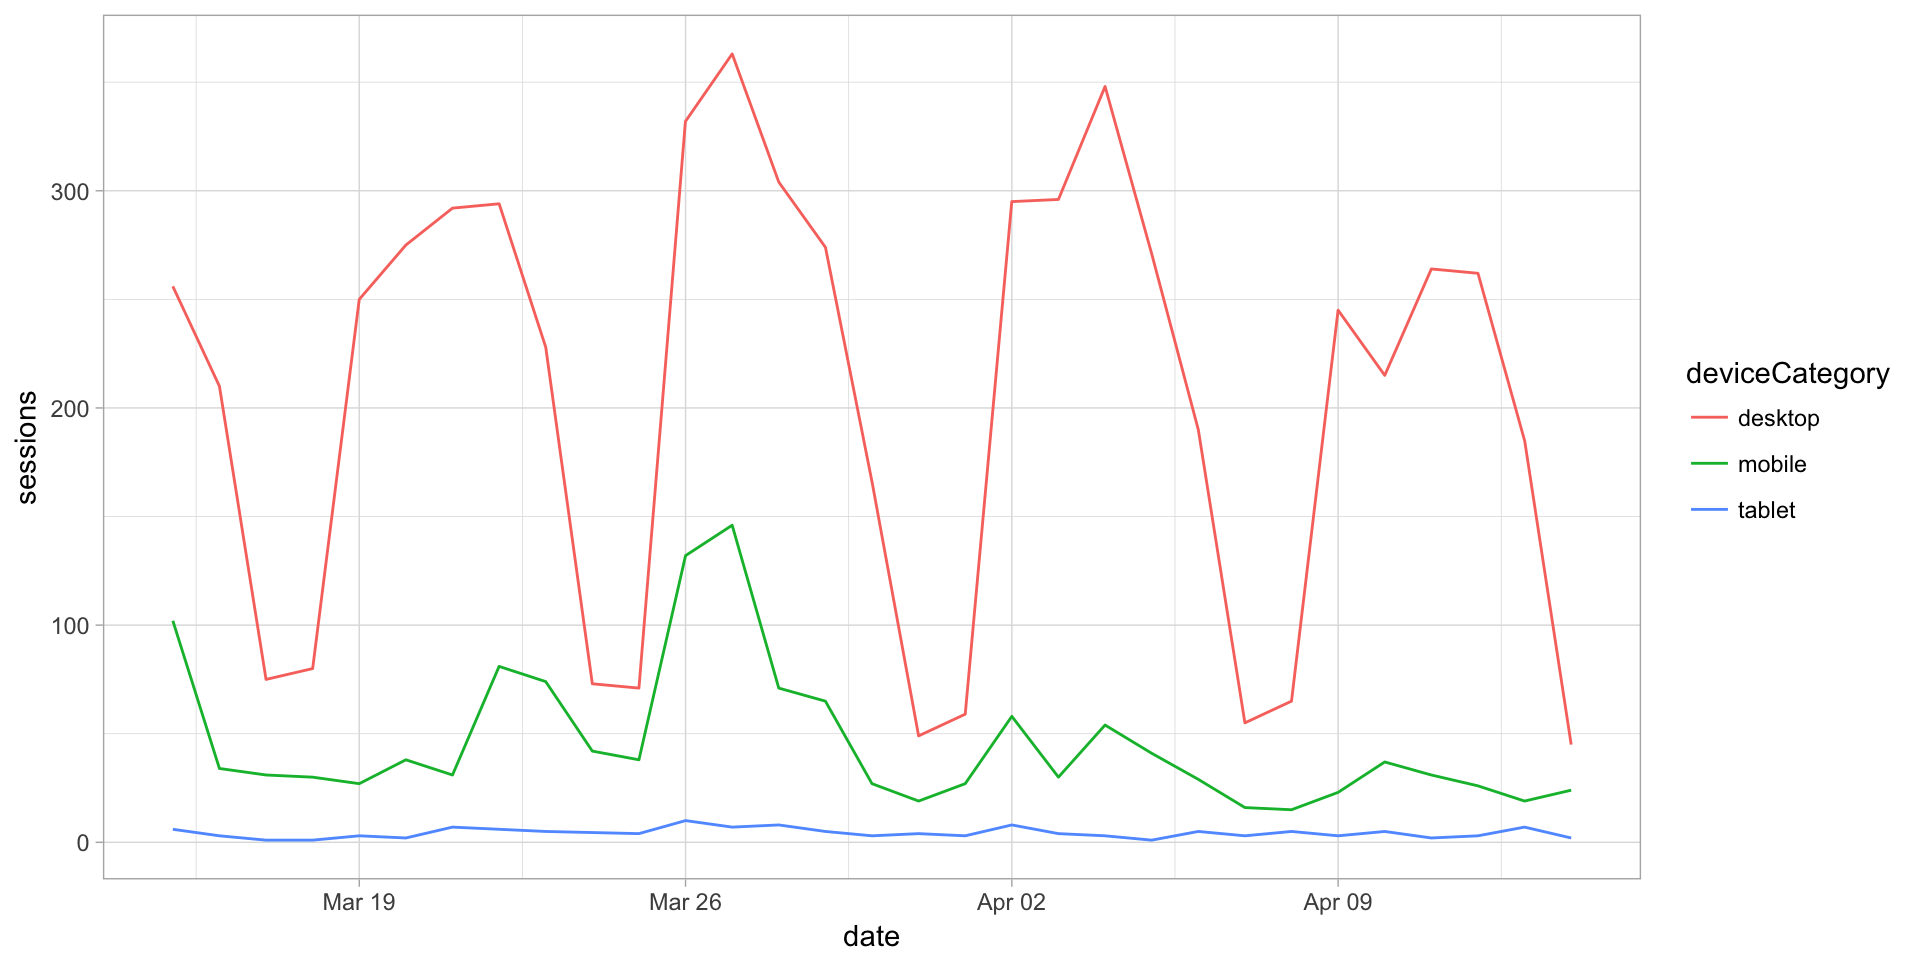 300
200
100
0
sessions
Mar 19
Mar 26
Apr 02
Apr 09
date
deviceCategory
desktop
mobile
tablet